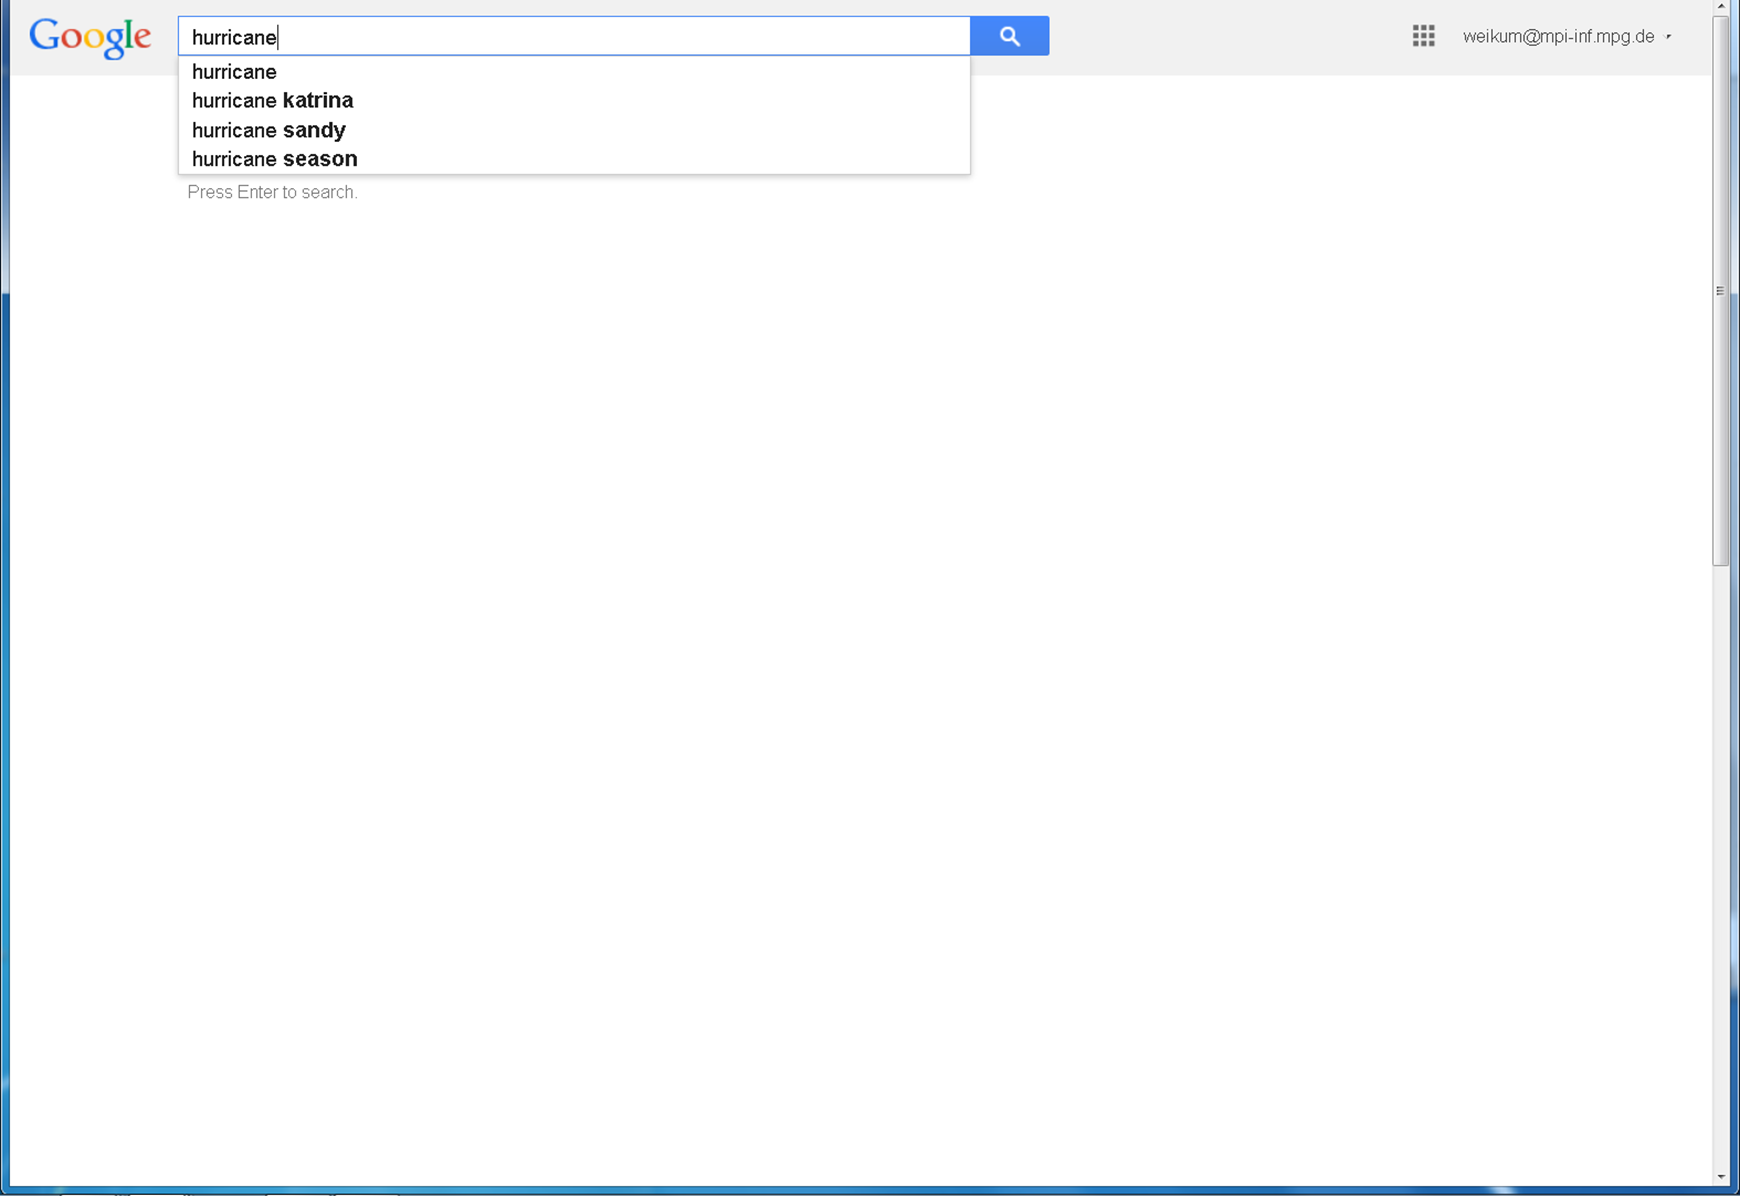 Google hurricane weikum@mpi-inf.mpg.de
hurricane
hurricane katrina
hurricane sandy
hurricane season
Press Enter to search.